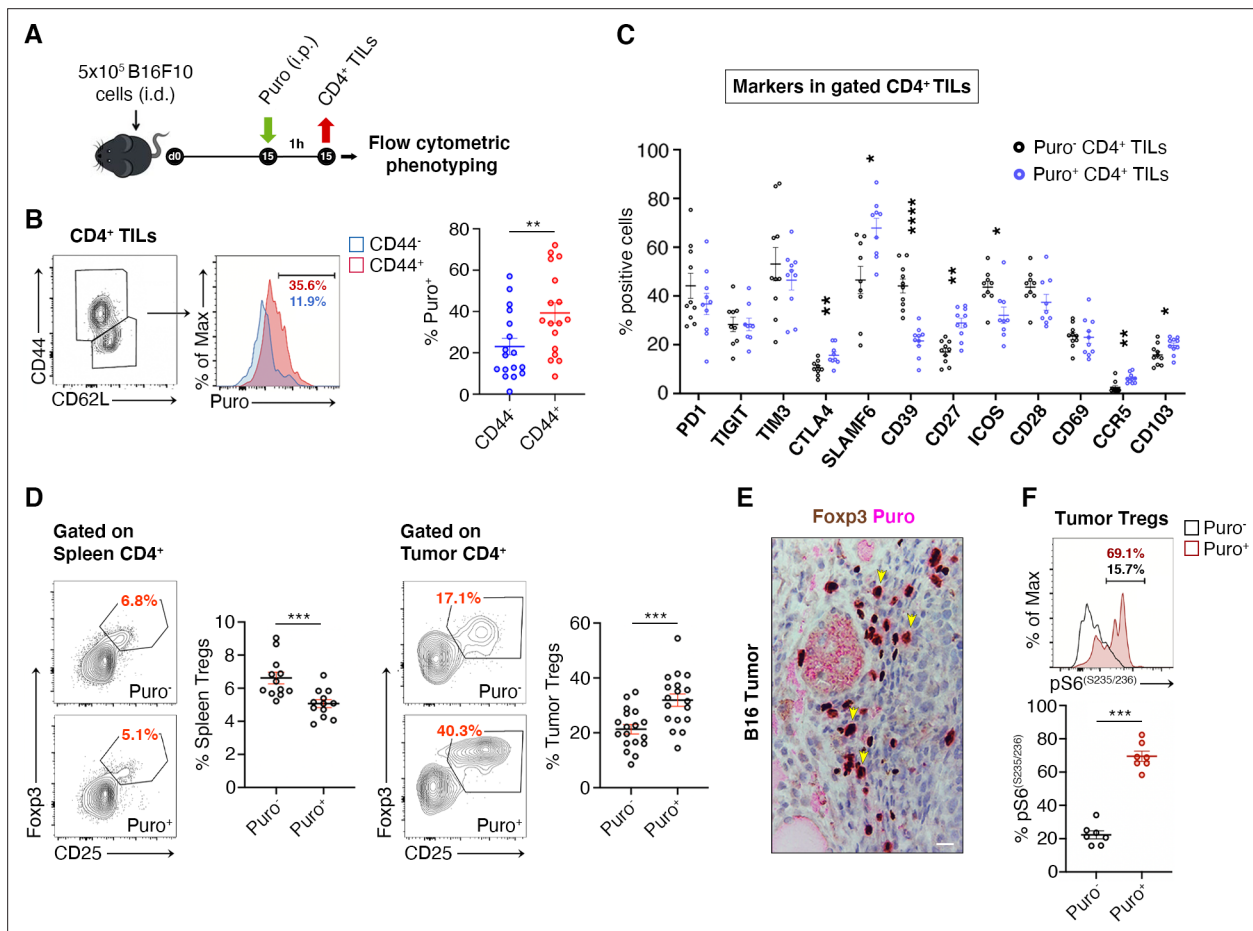 A
5x10⁵ B16F10
cells (i.d.)
Puro (i.p.)
CD4⁺ TILs
d0
15
1h
15
Flow cytometric
phenotyping
B
CD4⁺ TILs
CD44
CD62L
% of Max
Puro
35.6%
11.9%
CD44⁻
CD44⁺
**
% Puro⁺
80
60
40
20
0
CD44⁻
CD44⁺
C
Markers in gated CD4⁺ TILs
Puro⁻ CD4⁺ TILs
Puro⁺ CD4⁺ TILs
% positive cells
100
80
60
40
20
0
**
*
****
**
*
**
*
PD1
TIGIT
TIM3
CTLA4
SLAMF6
CD39
CD27
ICOS
CD28
CD69
CCR5
CD103
D
Gated on
Spleen CD4⁺
6.8%
Puro⁻
5.1%
Puro⁺
Foxp3
CD25
***
% Spleen Tregs
10
8
6
4
2
0
Puro⁻
Puro⁺
Gated on
Tumor CD4⁺
17.1%
Puro⁻
40.3%
Puro⁺
Foxp3
CD25
***
% Tumor Tregs
60
40
20
0
Puro⁻
Puro⁺
E
Foxp3 Puro
B16 Tumor
F
Tumor Tregs
Puro⁻
Puro⁺
69.1%
15.7%
% of Max
pS6(S235/236)
***
% pS6(S235/236)
100
80
60
40
20
0
Puro⁻
Puro⁺